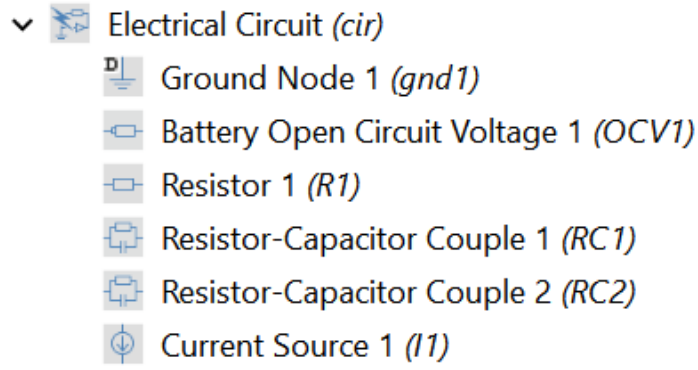 Electrical Circuit (cir)
D
Ground Node 1 (gnd1)
Battery Open Circuit Voltage 1 (OCV1)
Resistor 1 (R1)
Resistor-Capacitor Couple 1 (RC1)
Resistor-Capacitor Couple 2 (RC2)
Current Source 1 (I1)